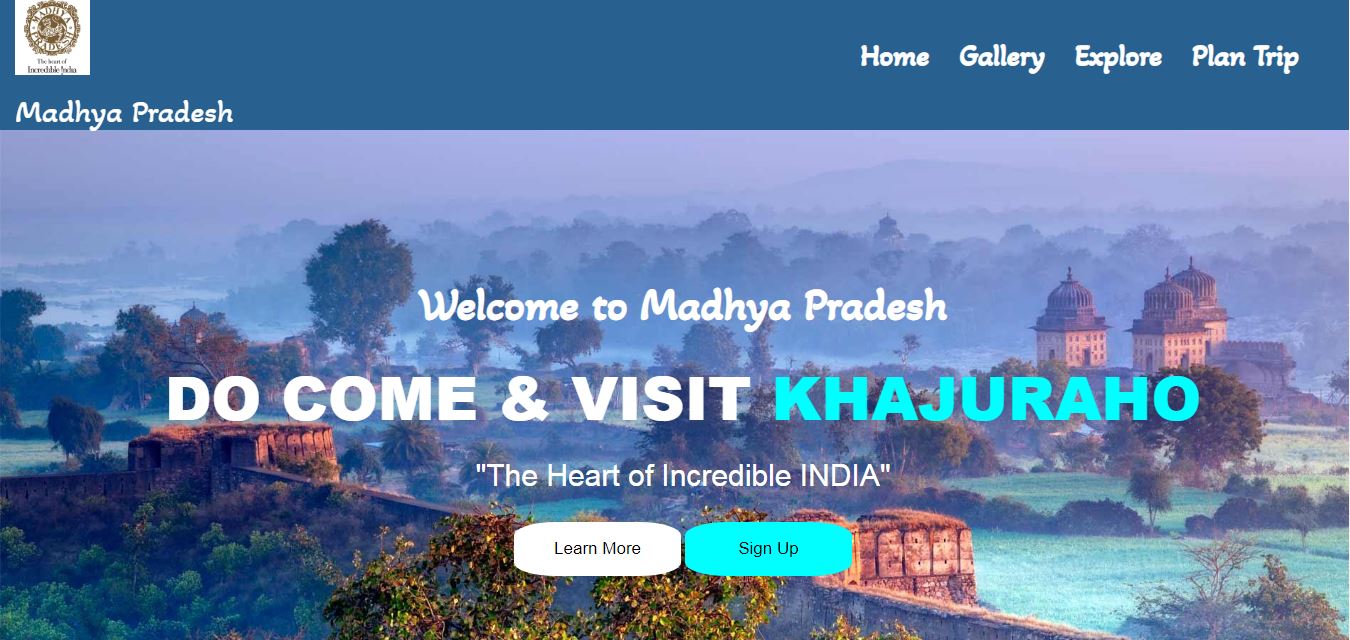 MADHYA PRADESH
The heart of
Incredible India
Madhya Pradesh
Home Gallery Explore Plan Trip
Welcome to Madhya Pradesh
DO COME & VISIT KHAJURAHO
"The Heart of Incredible INDIA"
Learn More Sign Up